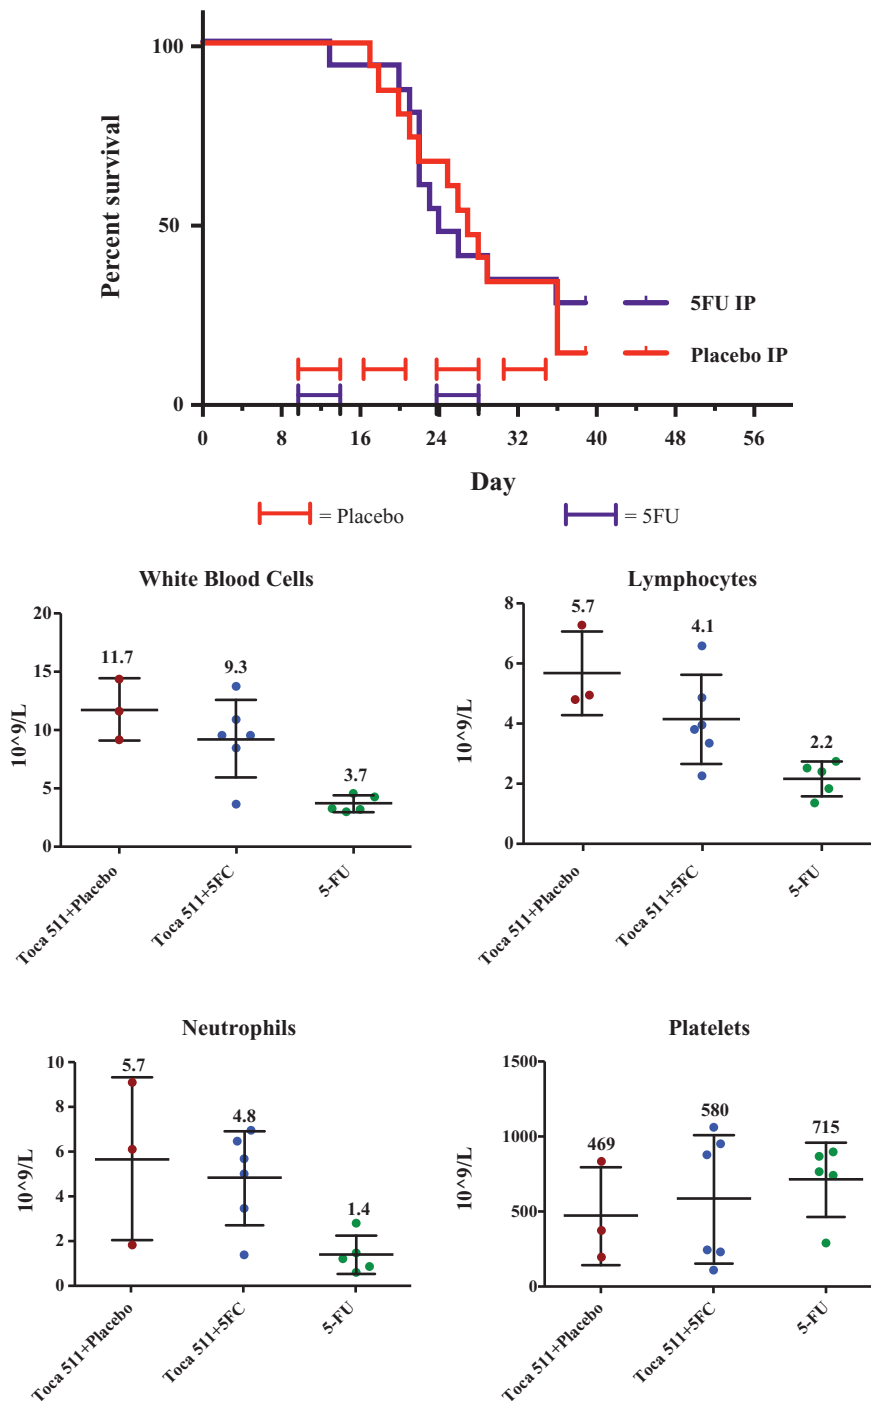 100
50
0
Percent survival
5FU IP
Placebo IP
0 8 16 24 32 40 48 56
Day
= Placebo = 5FU
White Blood Cells
20
15
10
5
0
10^9/L
11.7
9.3
3.7
Toca 511+Placebo
Toca 511+5FC
5-FU
Lymphocytes
8
6
4
2
0
10^9/L
5.7
4.1
2.2
Toca 511+Placebo
Toca 511+5FC
5-FU
Neutrophils
10
8
6
4
2
0
10^9/L
5.7
4.8
1.4
Toca 511+Placebo
Toca 511+5FC
5-FU
Platelets
1500
1000
500
0
10^9/L
469
580
715
Toca 511+Placebo
Toca 511+5FC
5-FU